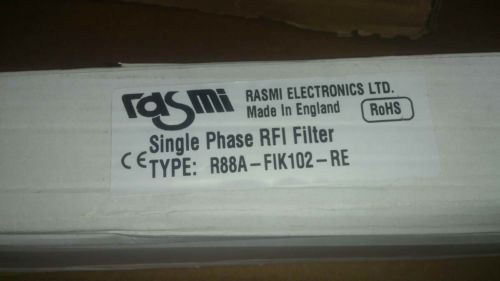 rasmi
RASMI ELECTRONICS LTD.
Made In England
RoHS
Single Phase RFI Filter
CE TYPE: R88A-FIK102-RE